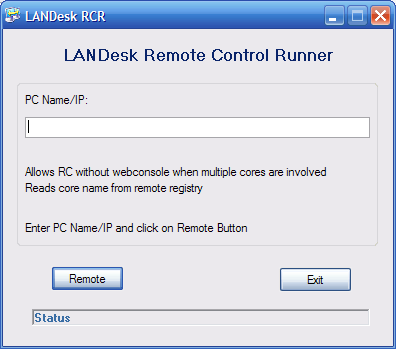 LANDesk RCR
LANDesk Remote Control Runner
PC Name/IP:
Allows RC without webconsole when multiple cores are involved
Reads core name from remote registry
Enter PC Name/IP and click on Remote Button
Remote
Exit
Status